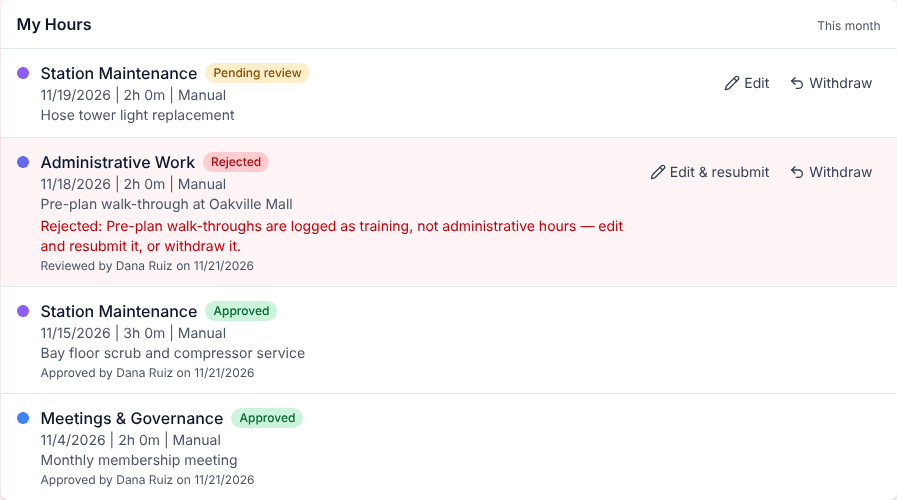 My Hours
This month
Station Maintenance Pending review
11/19/2026 | 2h 0m | Manual
Hose tower light replacement
Edit Withdraw
Administrative Work Rejected
11/18/2026 | 2h 0m | Manual
Pre-plan walk-through at Oakville Mall
Rejected: Pre-plan walk-throughs are logged as training, not administrative hours — edit
and resubmit it, or withdraw it.
Reviewed by Dana Ruiz on 11/21/2026
Edit & resubmit Withdraw
Station Maintenance Approved
11/15/2026 | 3h 0m | Manual
Bay floor scrub and compressor service
Approved by Dana Ruiz on 11/21/2026
Meetings & Governance Approved
11/4/2026 | 2h 0m | Manual
Monthly membership meeting
Approved by Dana Ruiz on 11/21/2026